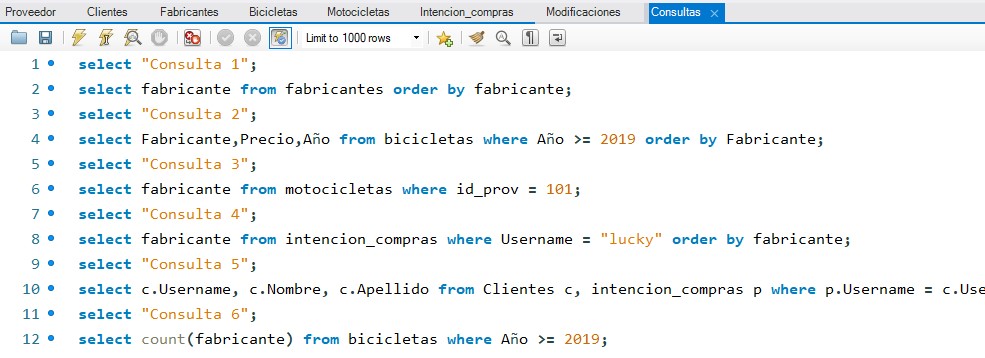 Proveedor Clientes Fabricantes Bicicletas Motocicletas Intencion_compras Modificaciones Consultas ×
Limit to 1000 rows
1 select "Consulta 1";
2 select fabricante from fabricantes order by fabricante;
3 select "Consulta 2";
4 select Fabricante,Precio,Año from bicicletas where Año >= 2019 order by Fabricante;
5 select "Consulta 3";
6 select fabricante from motocicletas where id_prov = 101;
7 select "Consulta 4";
8 select fabricante from intencion_compras where Username = "lucky" order by fabricante;
9 select "Consulta 5";
10 select c.Username, c.Nombre, c.Apellido from Clientes c, intencion_compras p where p.Username = c.Use
11 select "Consulta 6";
12 select count(fabricante) from bicicletas where Año >= 2019;